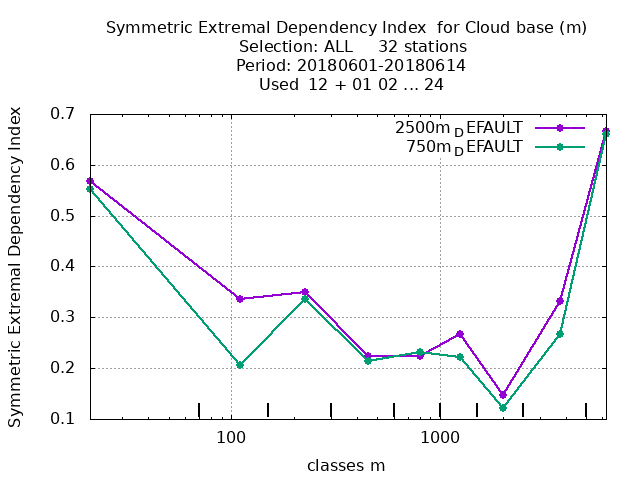 Symmetric Extremal Dependency Index for Cloud base (m)
Selection: ALL 32 stations
Period: 20180601-20180614
Used 12 + 01 02 ... 24
Symmetric Extremal Dependency Index
0.7
0.6
0.5
0.4
0.3
0.2
0.1
2500m_DEFAULT
750m_DEFAULT
100 1000
classes m